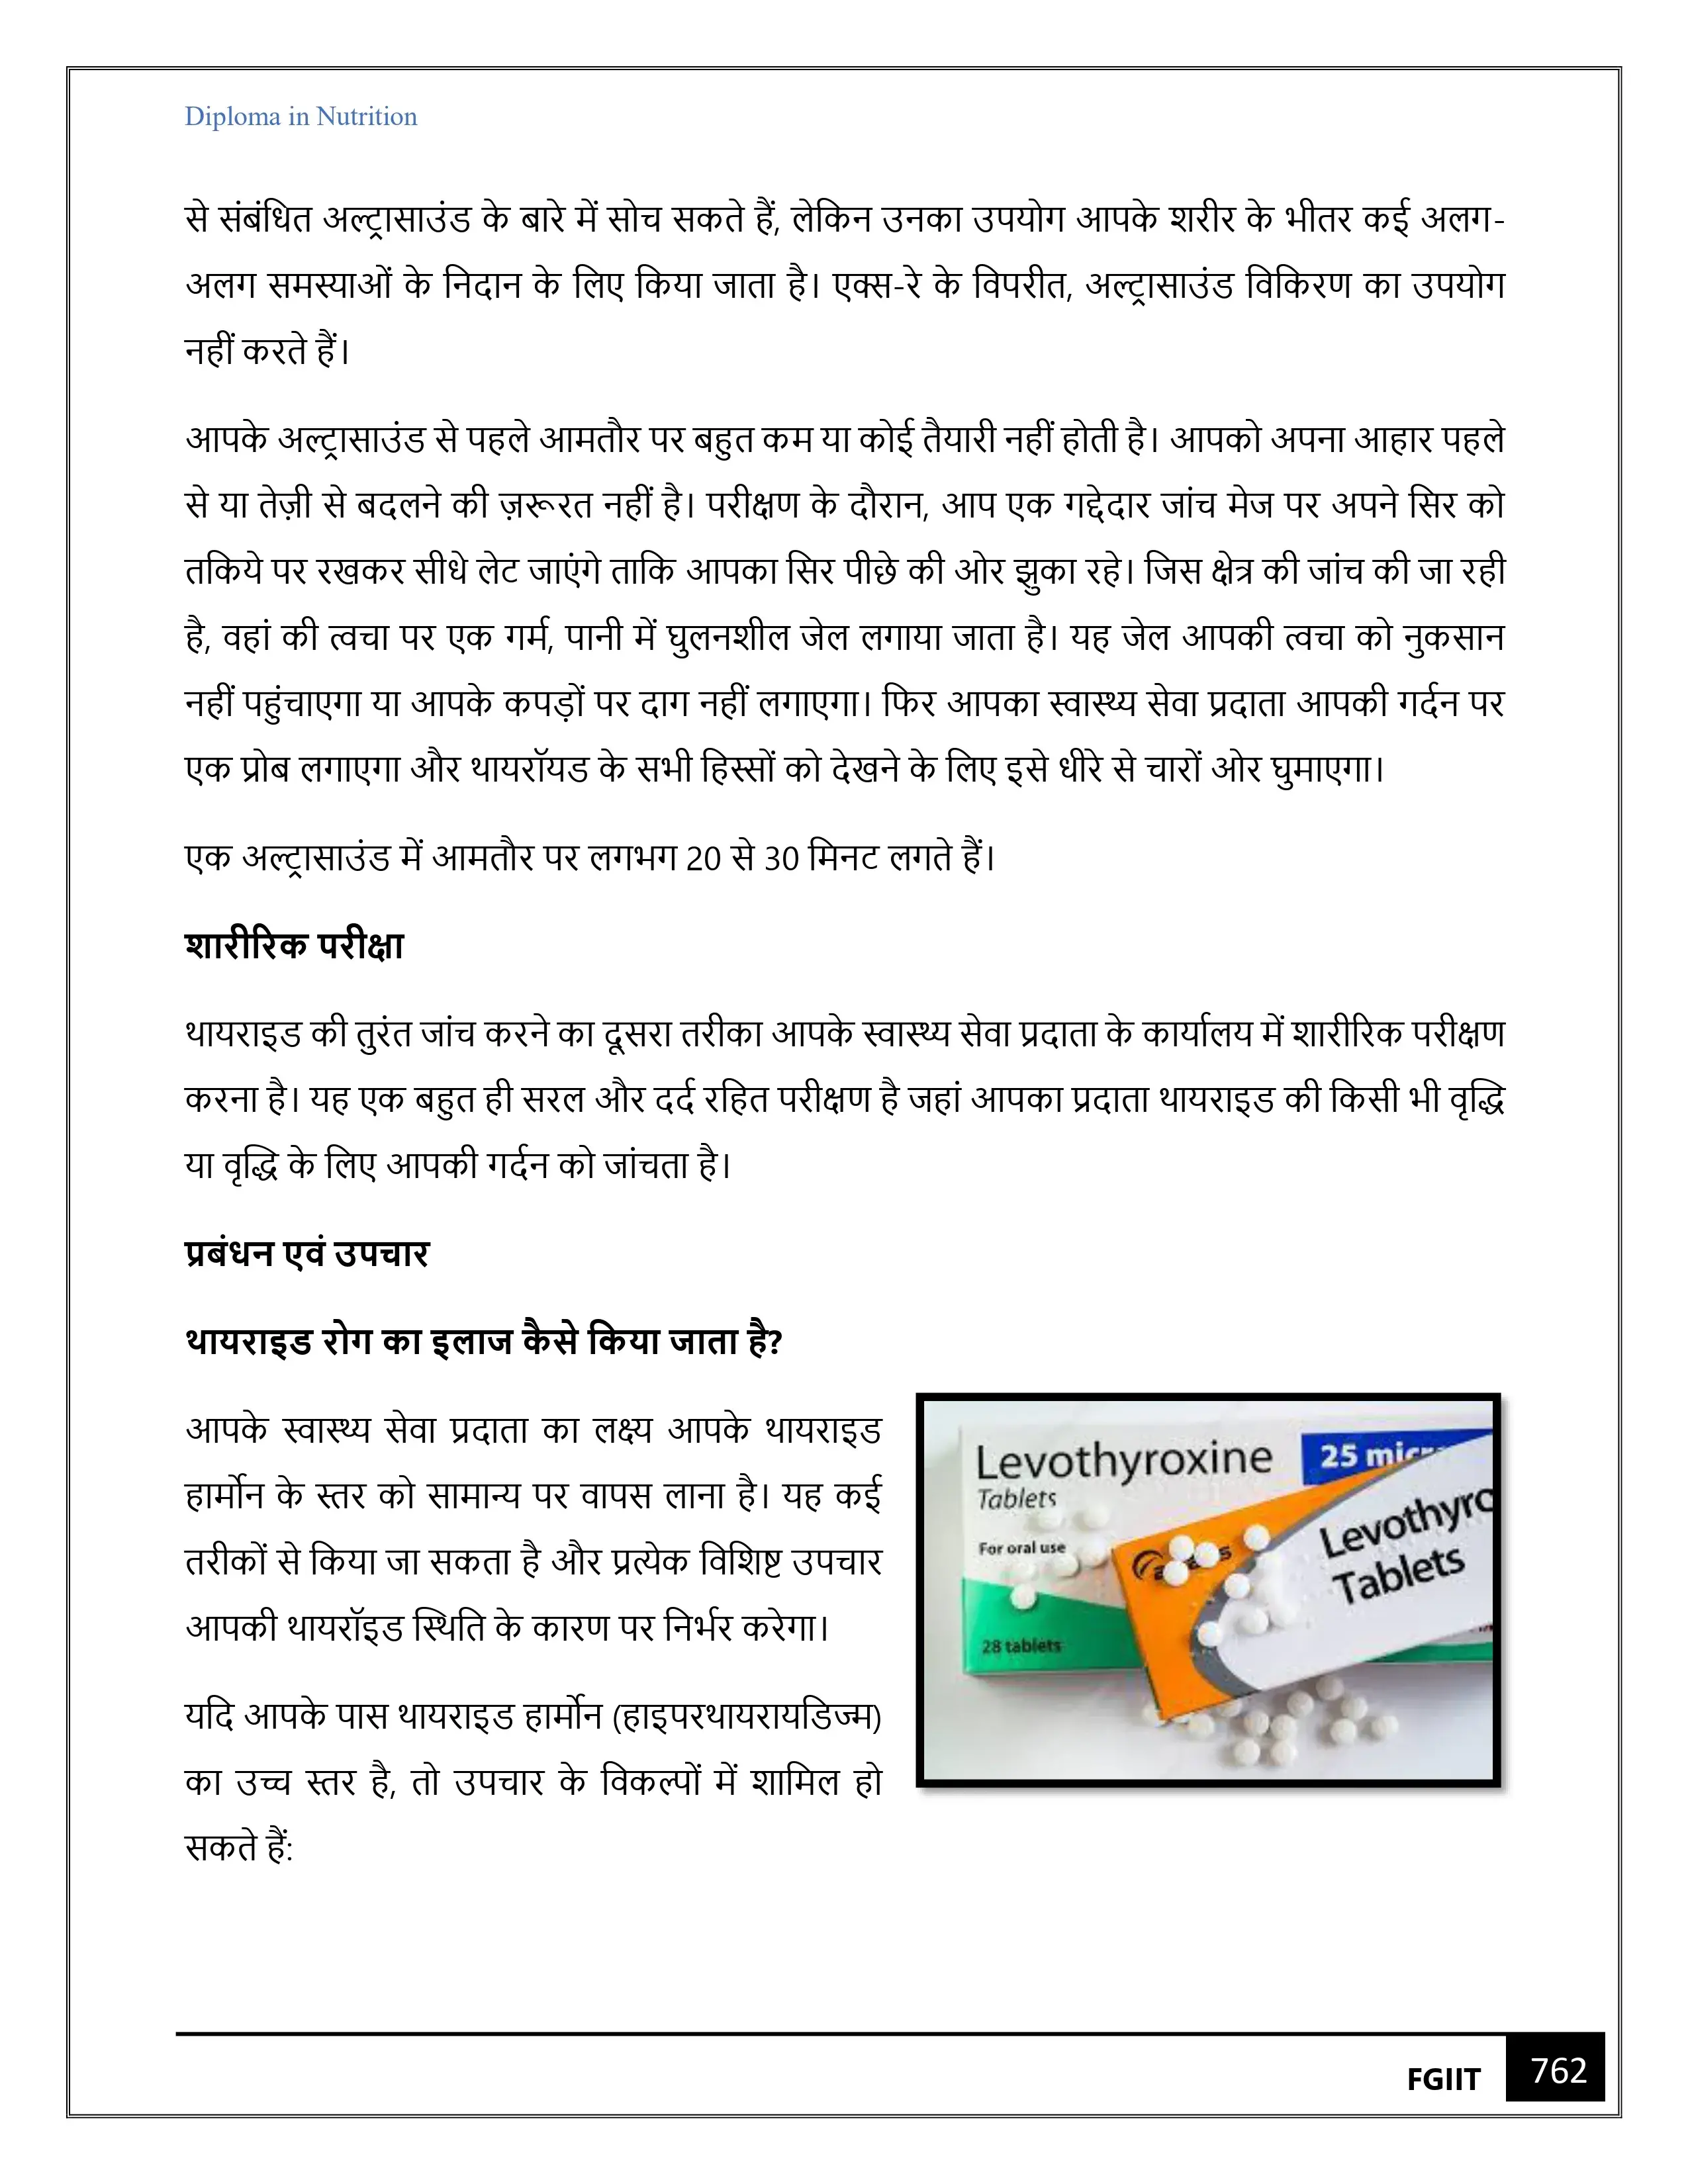 Diploma in Nutrition
से संबंधित अल्ट्रासाउंड के बारे में सोच सकते हैं, लेकिन उनका उपयोग आपके शरीर के भीतर कई अलग-
अलग समस्याओं के निदान के लिए किया जाता है। एक्स-रे के विपरीत, अल्ट्रासाउंड विकिरण का उपयोग
नहीं करते हैं।
आपके अल्ट्रासाउंड से पहले आमतौर पर बहुत कम या कोई तैयारी नहीं होती है। आपको अपना आहार पहले
से या तेज़ी से बदलने की ज़रूरत नहीं है। परीक्षण के दौरान, आप एक गद्देदार जांच मेज पर अपने सिर को
तकिये पर रखकर सीधे लेट जाएंगे ताकि आपका सिर पीछे की ओर झुका रहे। जिस क्षेत्र की जांच की जा रही
है, वहां की त्वचा पर एक गर्म, पानी में घुलनशील जेल लगाया जाता है। यह जेल आपकी त्वचा को नुकसान
नहीं पहुंचाएगा या आपके कपड़ों पर दाग नहीं लगाएगा। फिर आपका स्वास्थ्य सेवा प्रदाता आपकी गर्दन पर
एक प्रोब लगाएगा और थायरॉयड के सभी हिस्सों को देखने के लिए इसे धीरे से चारों ओर घुमाएगा।
एक अल्ट्रासाउंड में आमतौर पर लगभग 20 से 30 मिनट लगते हैं।
शारीरिक परीक्षा
थायराइड की तुरंत जांच करने का दूसरा तरीका आपके स्वास्थ्य सेवा प्रदाता के कार्यालय में शारीरिक परीक्षण
करना है। यह एक बहुत ही सरल और दर्द रहित परीक्षण है जहां आपका प्रदाता थायराइड की किसी भी वृद्धि
या वृद्धि के लिए आपकी गर्दन को जांचता है।
प्रबंधन एवं उपचार
थायराइड रोग का इलाज कैसे किया जाता है?
आपके स्वास्थ्य सेवा प्रदाता का लक्ष्य आपके थायराइड
हार्मोन के स्तर को सामान्य पर वापस लाना है। यह कई
तरीकों से किया जा सकता है और प्रत्येक विशिष्ट उपचार
आपकी थायरॉइड स्थिति के कारण पर निर्भर करेगा।
यदि आपके पास थायराइड हार्मोन (हाइपरथायरायडिज्म)
का उच्च स्तर है, तो उपचार के विकल्पों में शामिल हो
सकते हैं:
Levothyroxine
25 micr
Tablets
For oral use
28 tablets
Levothyro
Tablets
FGIIT
762